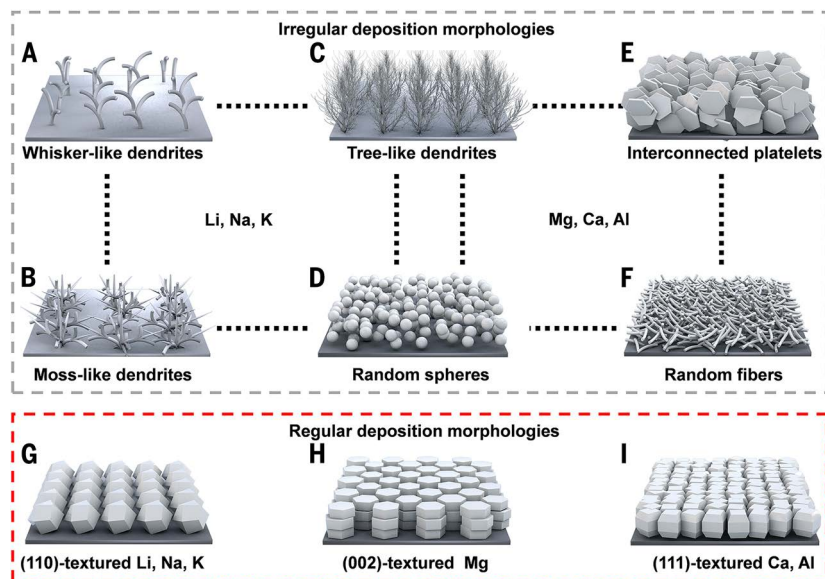 Irregular deposition morphologies
A
C
E
Whisker-like dendrites
Tree-like dendrites
Interconnected platelets
Li, Na, K
Mg, Ca, Al
B
D
F
Moss-like dendrites
Random spheres
Random fibers
Regular deposition morphologies
G
H
I
(110)-textured Li, Na, K
(002)-textured Mg
(111)-textured Ca, Al